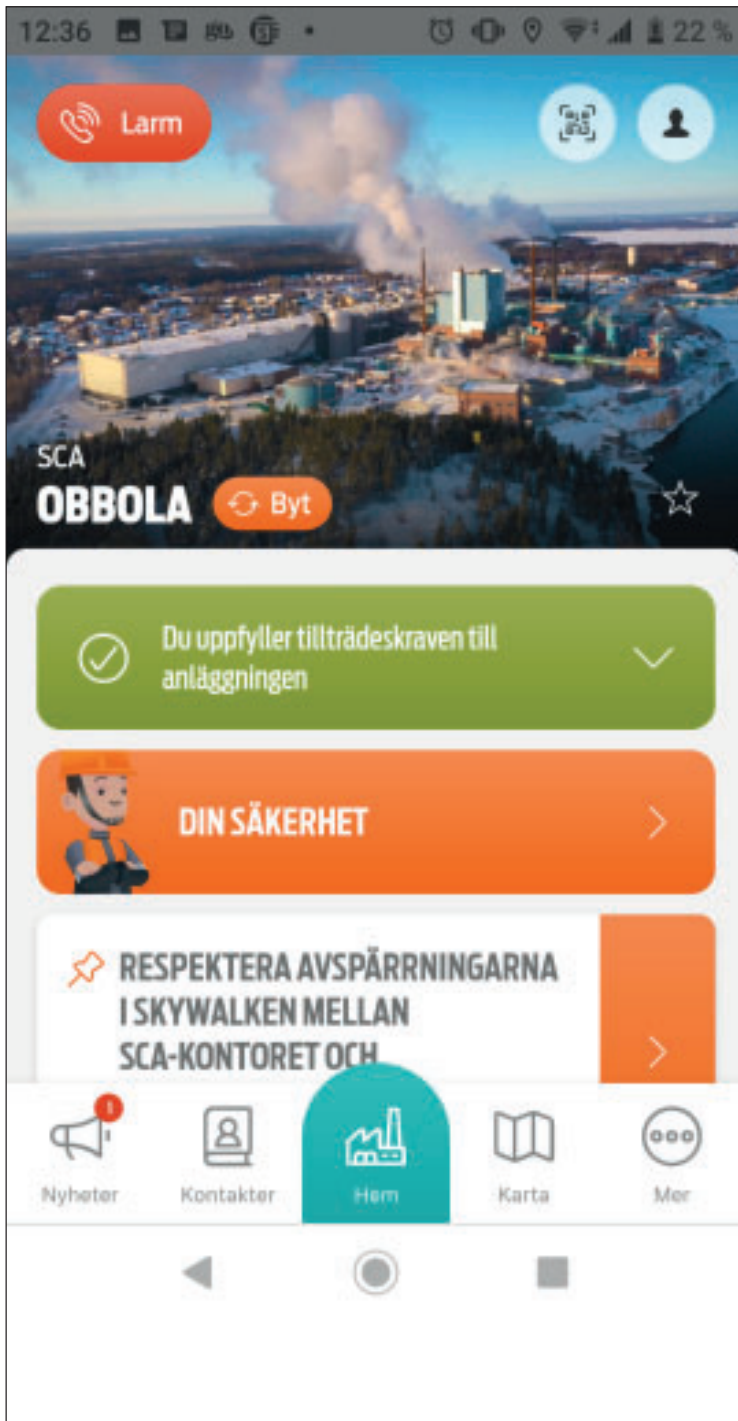 12:36
22 %
Larm
SCA
OBBOLA
Byt
Du uppfyller tillträdeskraven till
anläggningen
DIN SÄKERHET
RESPEKTERA AVSPÄRRNINGARNA
I SKYWALKEN MELLAN
SCA-KONTORET OCH
1
Nyheter
Kontakter
Hem
Karta
Mer